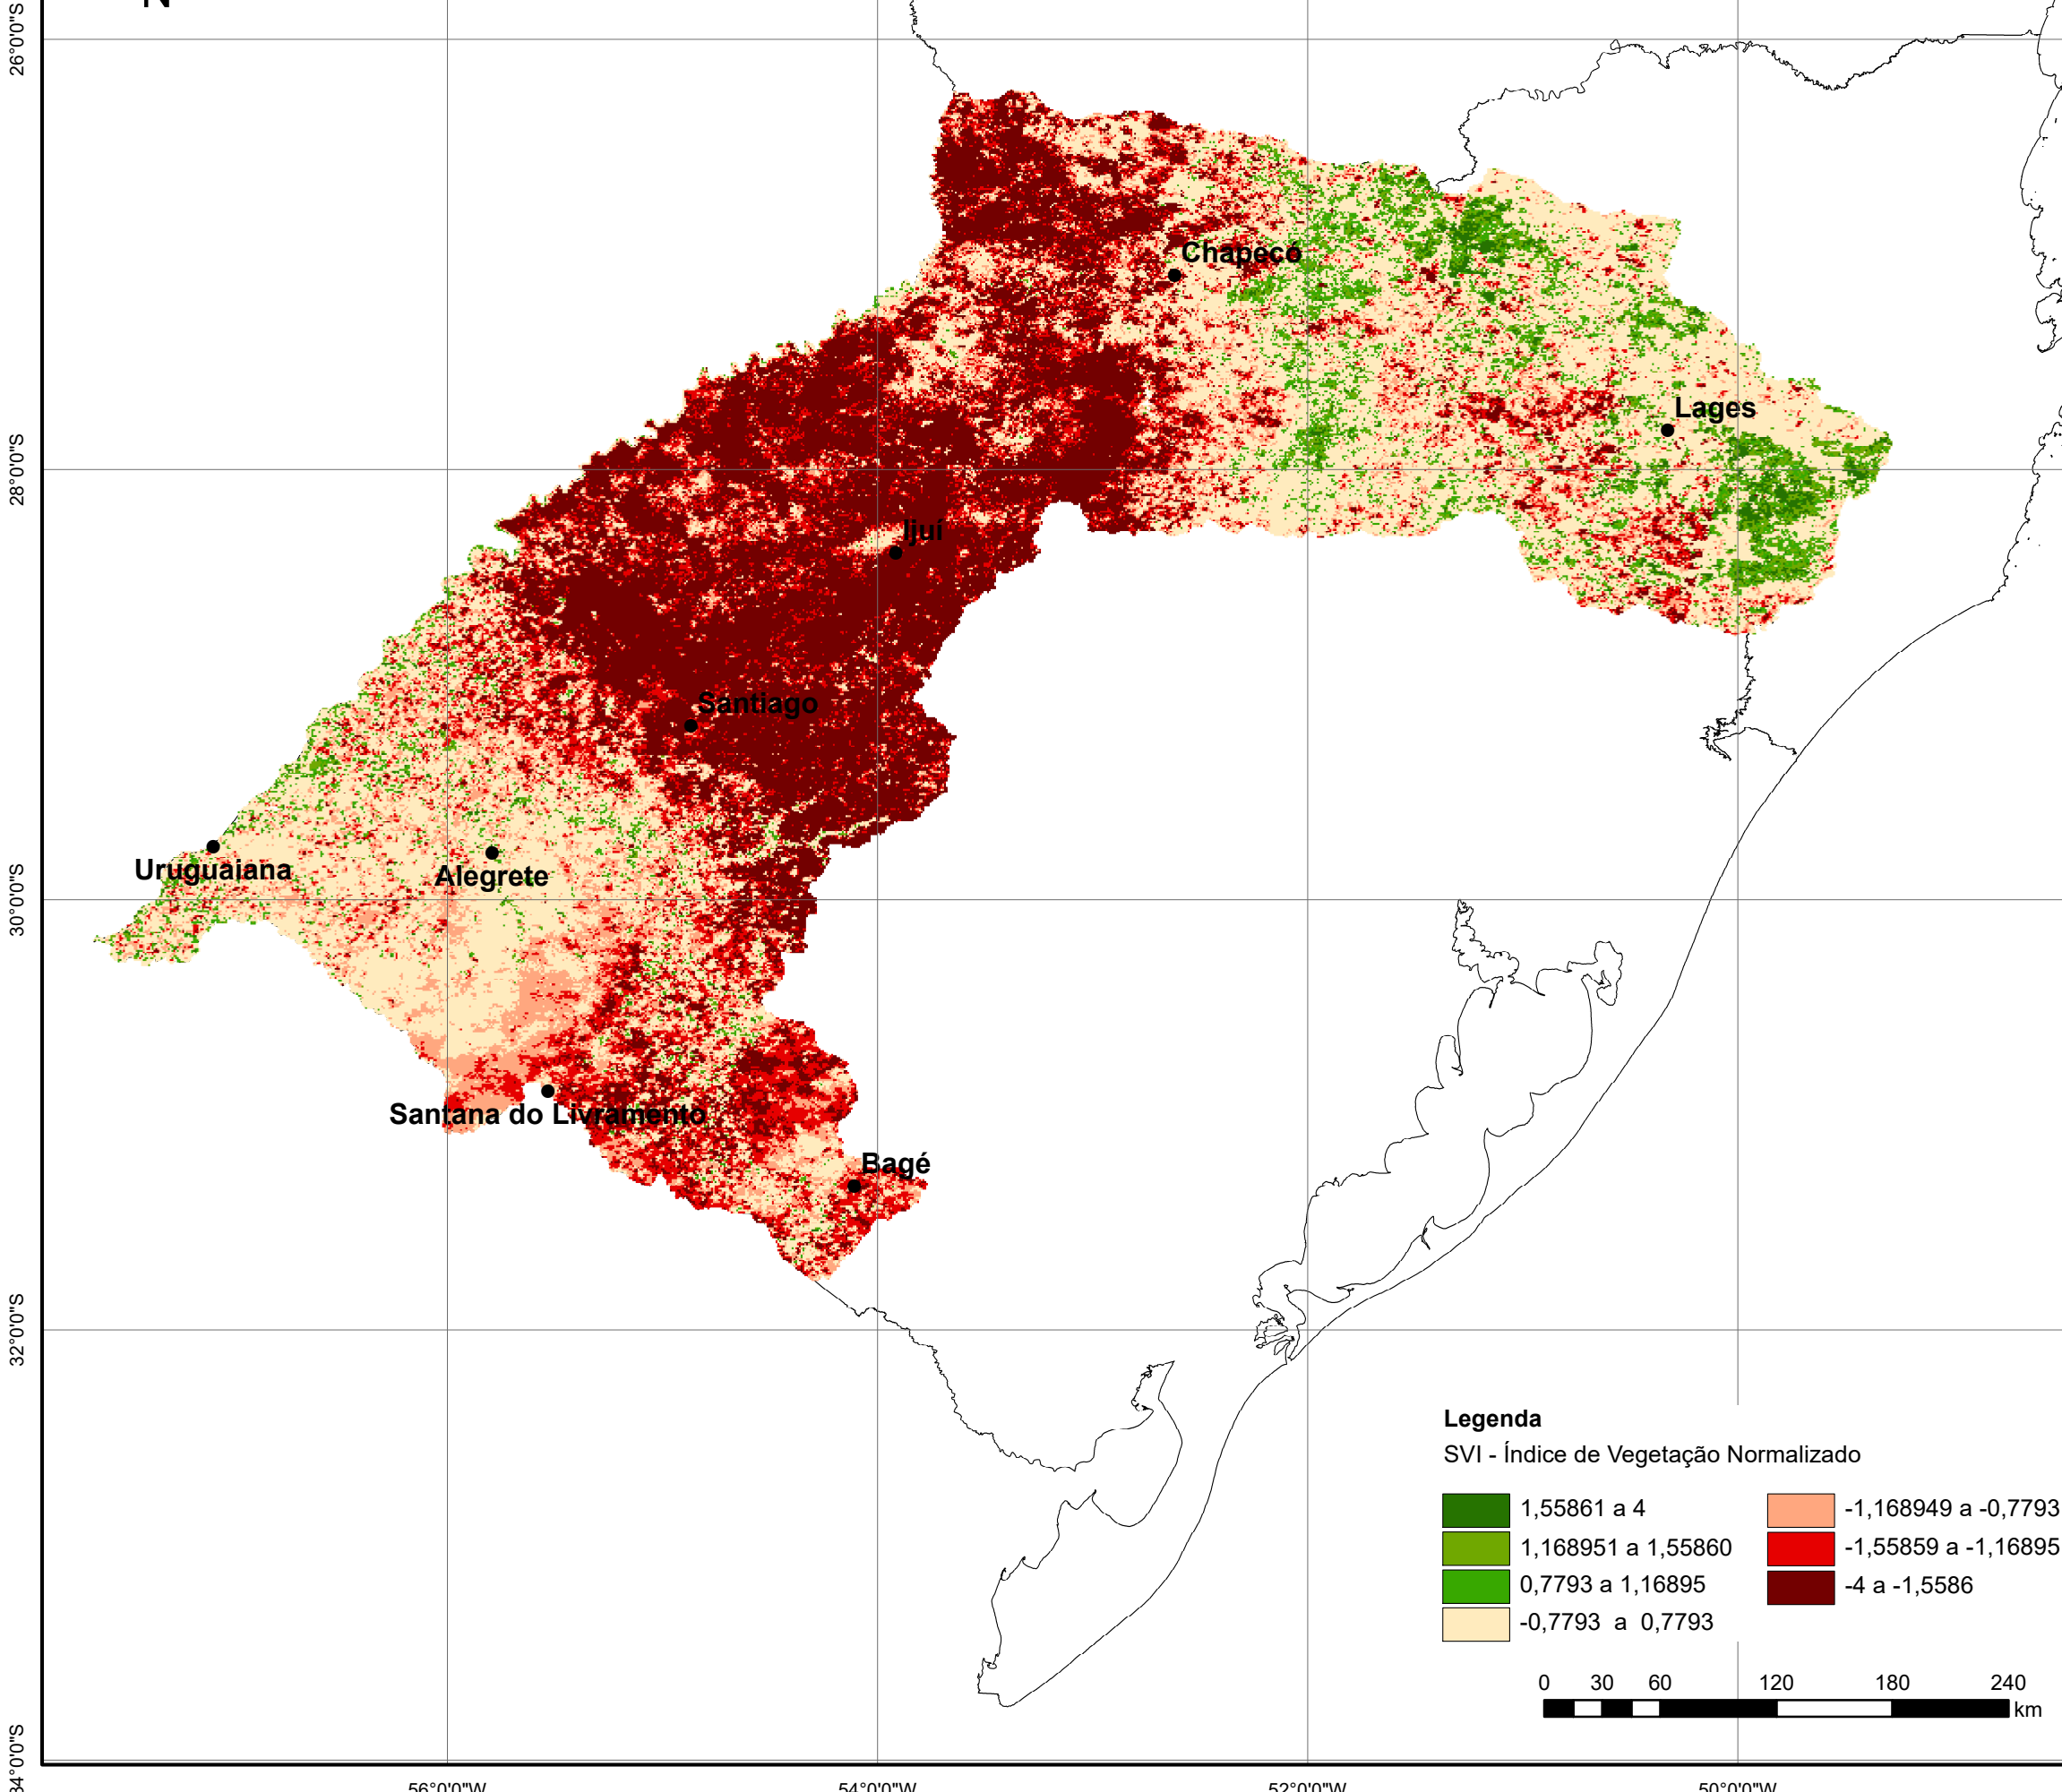 N
26°0'0"S
Chapecó
Lages
28°0'0"S
Ijuí
Santiago
Uruguaiana
Alegrete
30°0'0"S
Santana do Livramento
Bagé
32°0'0"S
Legenda
SVI - Índice de Vegetação Normalizado
1,55861 a 4
-1,168949 a -0,7793
1,168951 a 1,55860
-1,55859 a -1,16895
0,7793 a 1,16895
-4 a -1,5586
-0,7793 a 0,7793
0 30 60 120 180 240
km
34°0'0"S
56°0'0"W 54°0'0"W 52°0'0"W 50°0'0"W